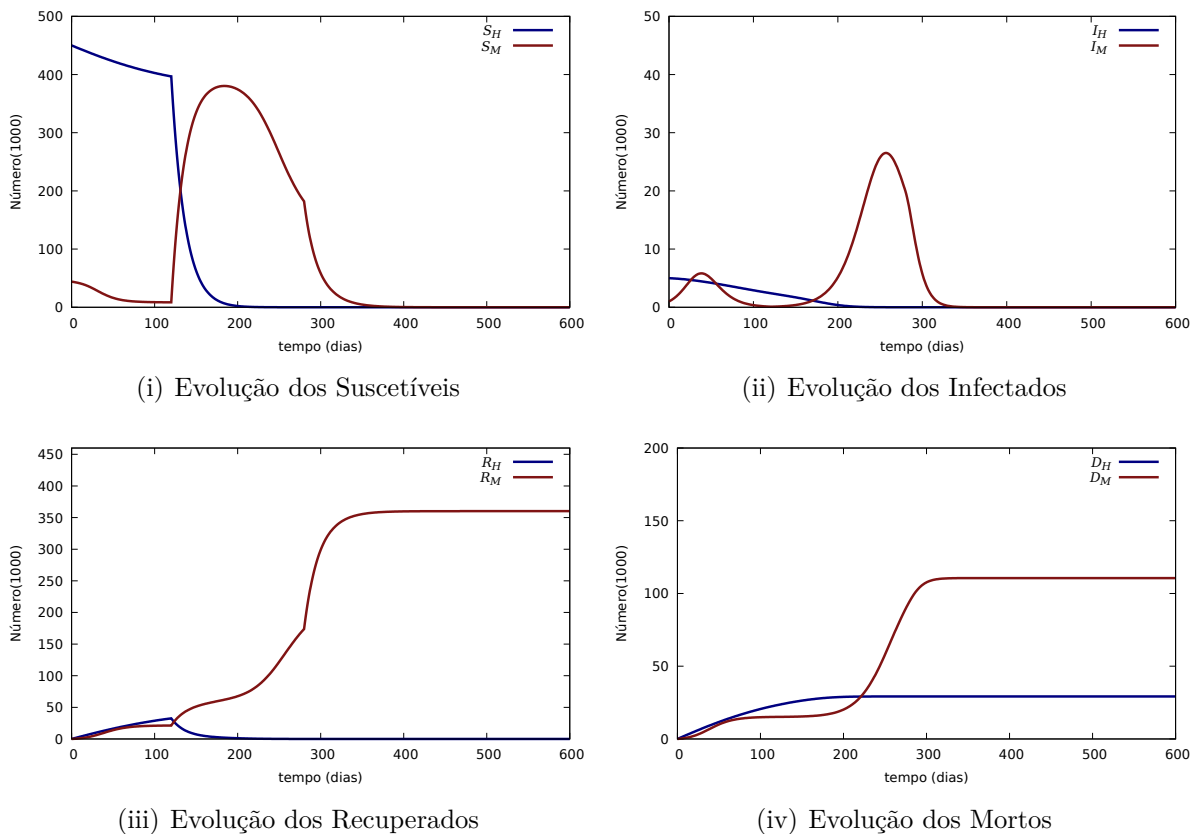 500
400
300
200
100
0
Número(1000)
S_H
S_M
0 100 200 300 400 500 600
tempo (dias)
(i) Evolução dos Suscetíveis
50
40
30
20
10
0
Número(1000)
I_H
I_M
0 100 200 300 400 500 600
tempo (dias)
(ii) Evolução dos Infectados
450
400
350
300
250
200
150
100
50
0
Número(1000)
R_H
R_M
0 100 200 300 400 500 600
tempo (dias)
(iii) Evolução dos Recuperados
200
150
100
50
0
Número(1000)
D_H
D_M
0 100 200 300 400 500 600
tempo (dias)
(iv) Evolução dos Mortos